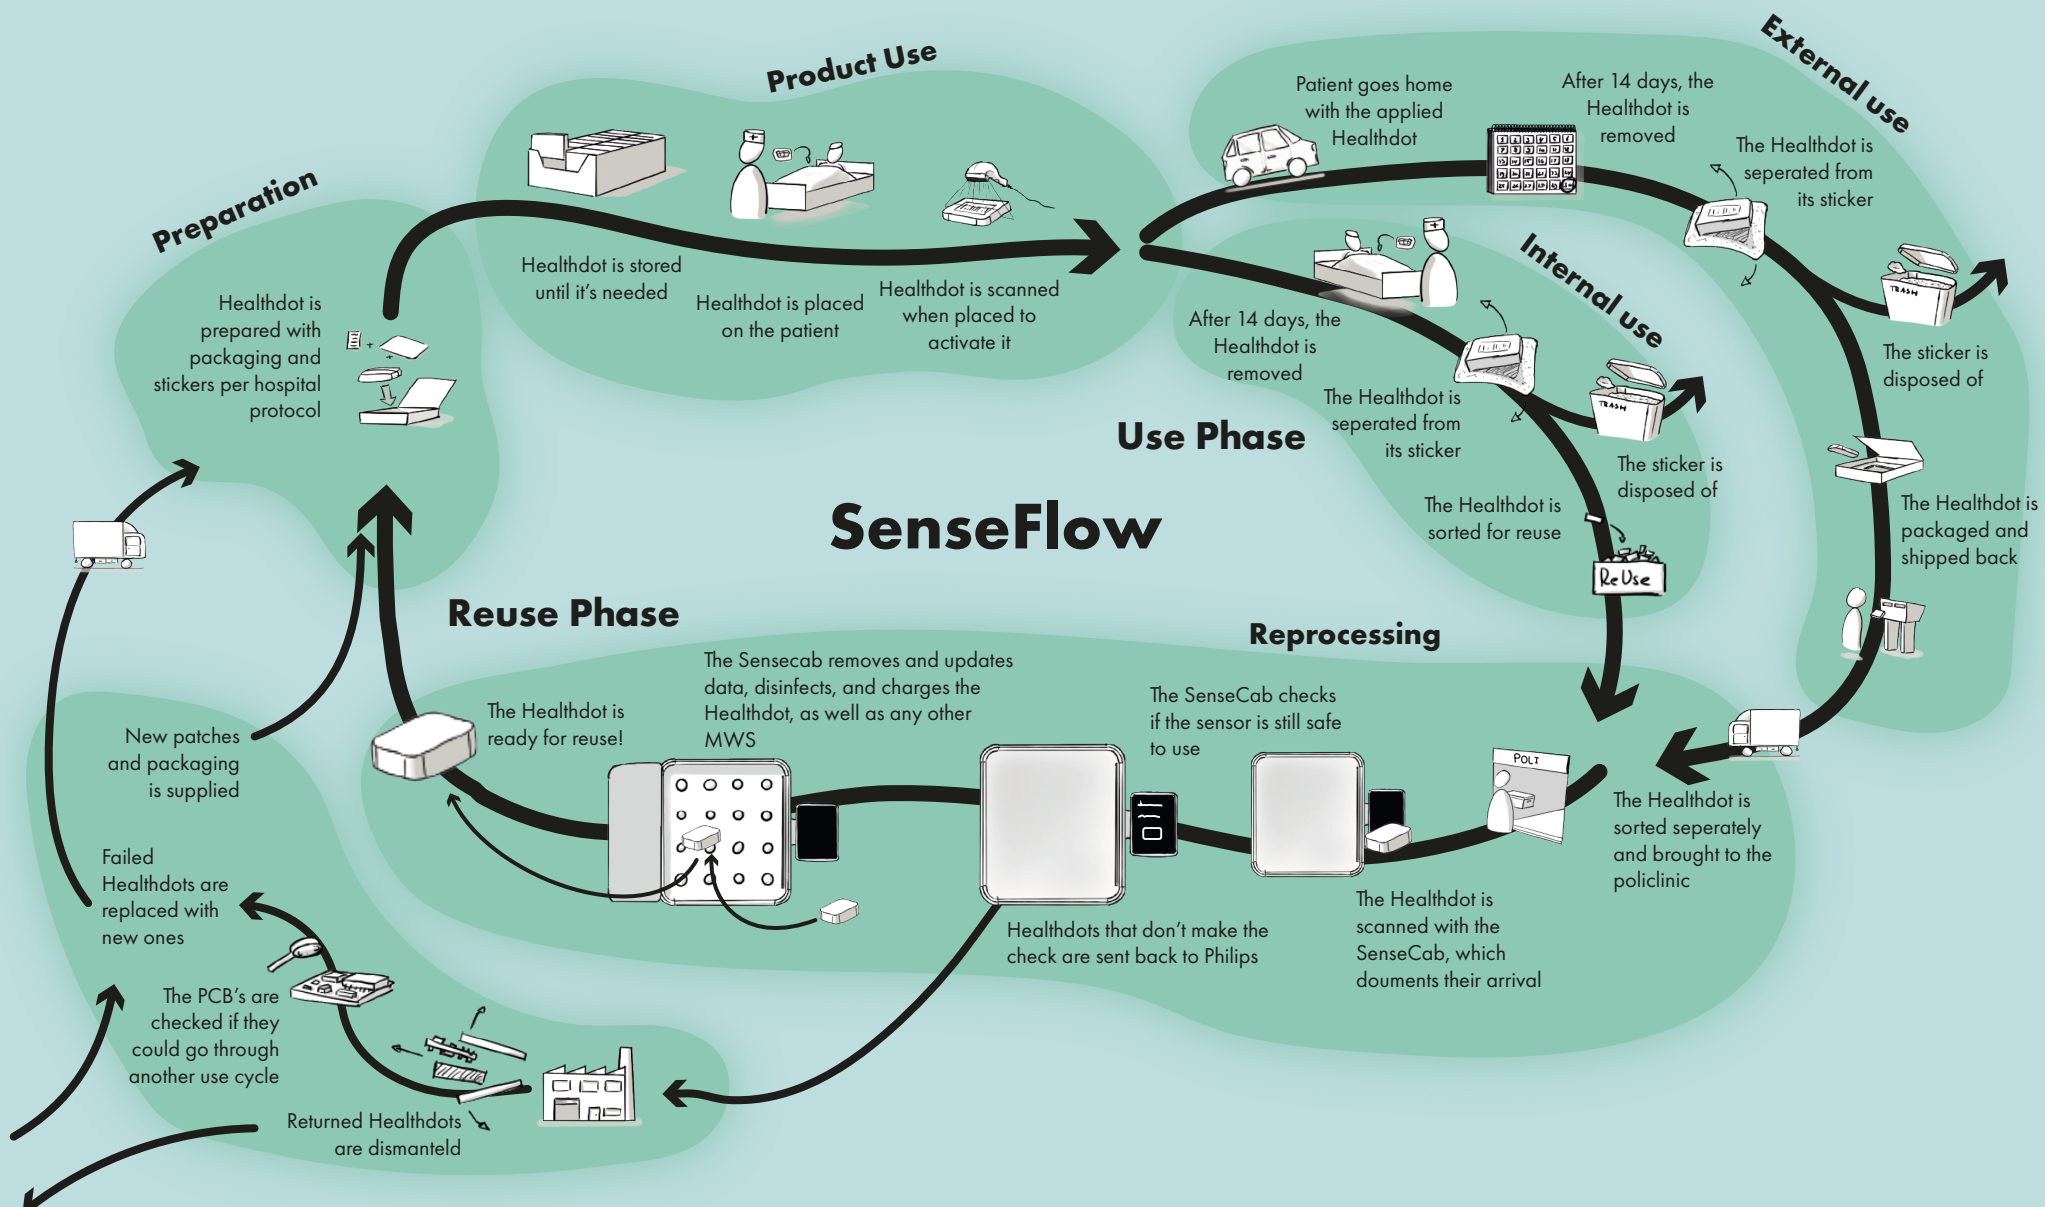 Preparation
Healthdot is
prepared with
packaging and
stickers per hospital
protocol
Product Use
Healthdot is stored
until it's needed
Healthdot is placed
on the patient
Healthdot is scanned
when placed to
activate it
External use
Patient goes home
with the applied
Healthdot
After 14 days, the
Healthdot is
removed
The Healthdot is
seperated from
its sticker
TRASH
The sticker is
disposed of
The Healthdot is
packaged and
shipped back
Internal use
After 14 days, the
Healthdot is
removed
The Healthdot is
seperated from
its sticker
TRASH
The sticker is
disposed of
The Healthdot is
sorted for reuse
ReUse
Use Phase
SenseFlow
Reuse Phase
Reprocessing
The Healthdot is
sorted seperately
and brought to the
policlinic
POLI
The Healthdot is
scanned with the
SenseCab, which
douments their arrival
The SenseCab checks
if the sensor is still safe
to use
Healthdots that don't make the
check are sent back to Philips
The Sensecab removes and updates
data, disinfects, and charges the
Healthdot, as well as any other
MWS
The Healthdot is
ready for reuse!
New patches
and packaging
is supplied
Failed
Healthdots are
replaced with
new ones
The PCB's are
checked if they
could go through
another use cycle
Returned Healthdots
are dismanteld